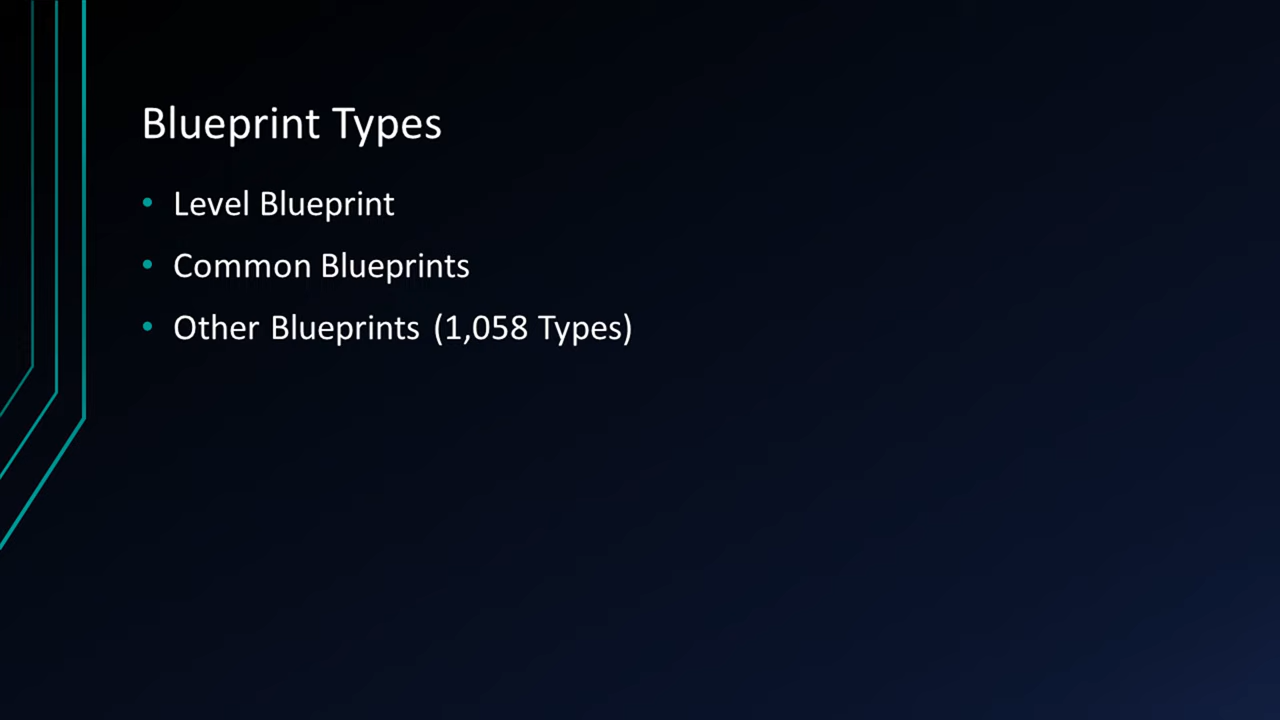 Blueprint Types
• Level Blueprint
• Common Blueprints
• Other Blueprints (1,058 Types)